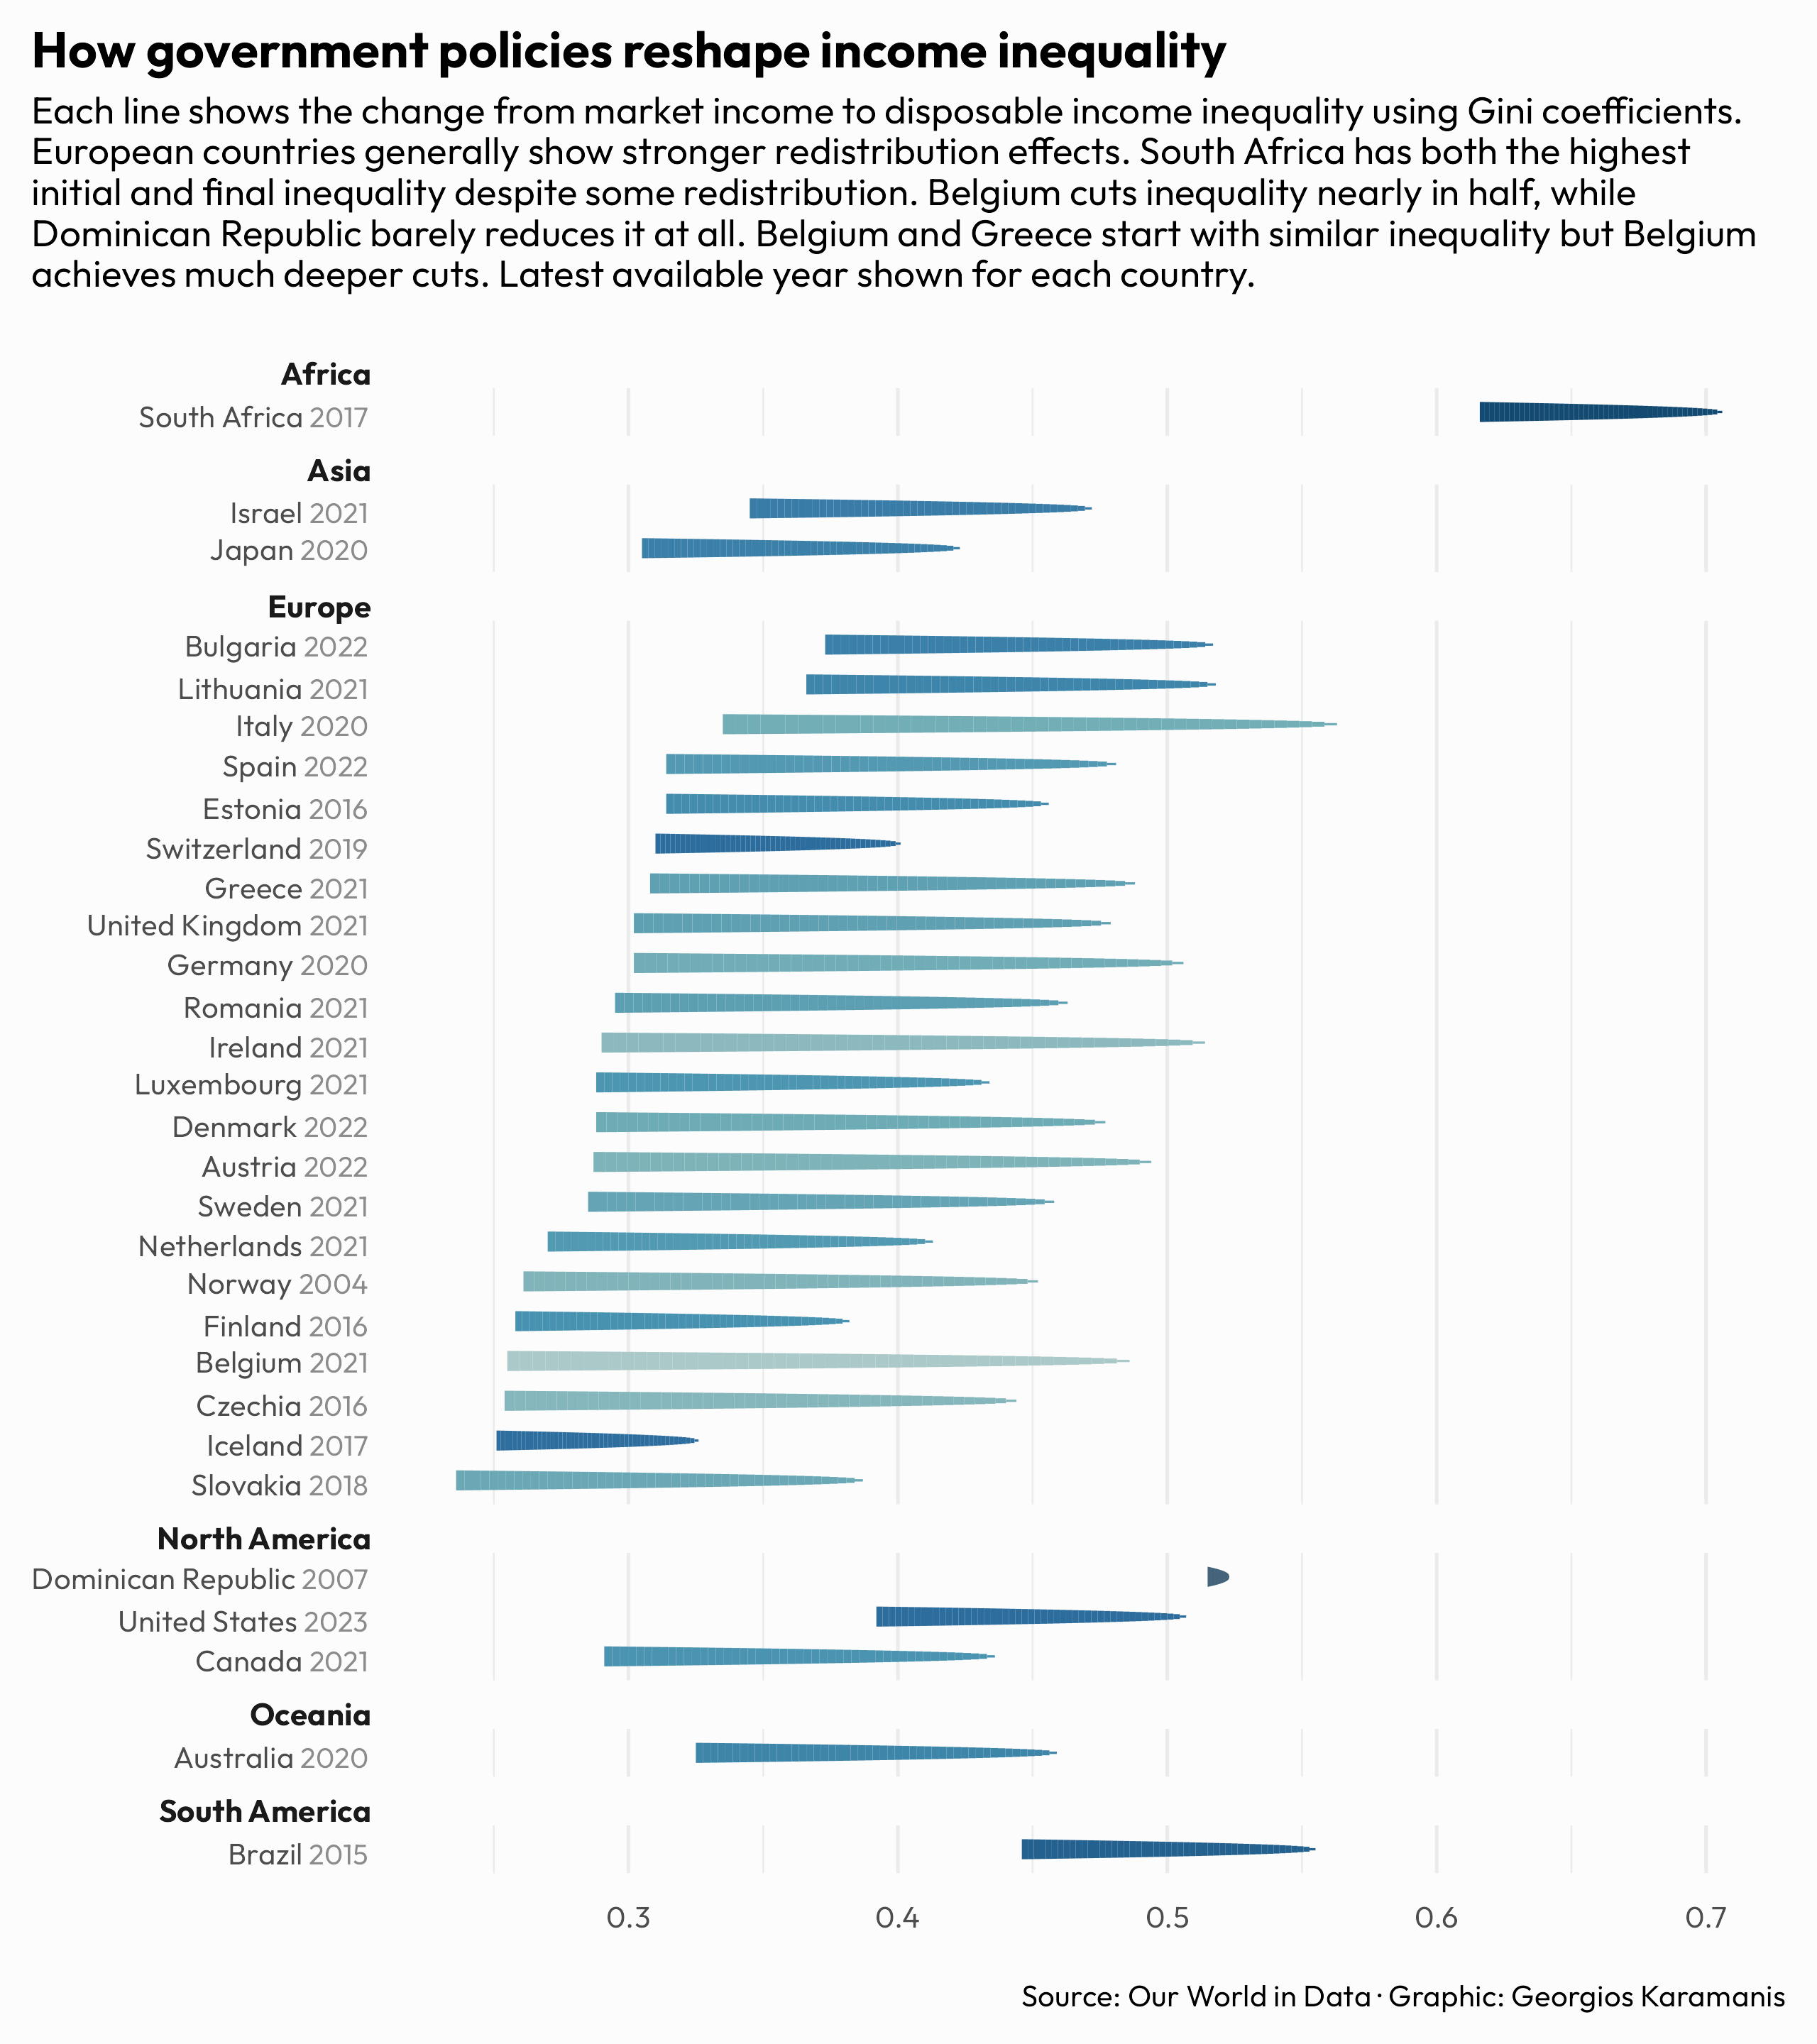 How government policies reshape income inequality
Each line shows the change from market income to disposable income inequality using Gini coefficients.
European countries generally show stronger redistribution effects. South Africa has both the highest
initial and final inequality despite some redistribution. Belgium cuts inequality nearly in half, while
Dominican Republic barely reduces it at all. Belgium and Greece start with similar inequality but Belgium
achieves much deeper cuts. Latest available year shown for each country.
Africa
South Africa 2017
Asia
Israel 2021
Japan 2020
Europe
Bulgaria 2022
Lithuania 2021
Italy 2020
Spain 2022
Estonia 2016
Switzerland 2019
Greece 2021
United Kingdom 2021
Germany 2020
Romania 2021
Ireland 2021
Luxembourg 2021
Denmark 2022
Austria 2022
Sweden 2021
Netherlands 2021
Norway 2004
Finland 2016
Belgium 2021
Czechia 2016
Iceland 2017
Slovakia 2018
North America
Dominican Republic 2007
United States 2023
Canada 2021
Oceania
Australia 2020
South America
Brazil 2015
0.3 0.4 0.5 0.6 0.7
Source: Our World in Data · Graphic: Georgios Karamanis